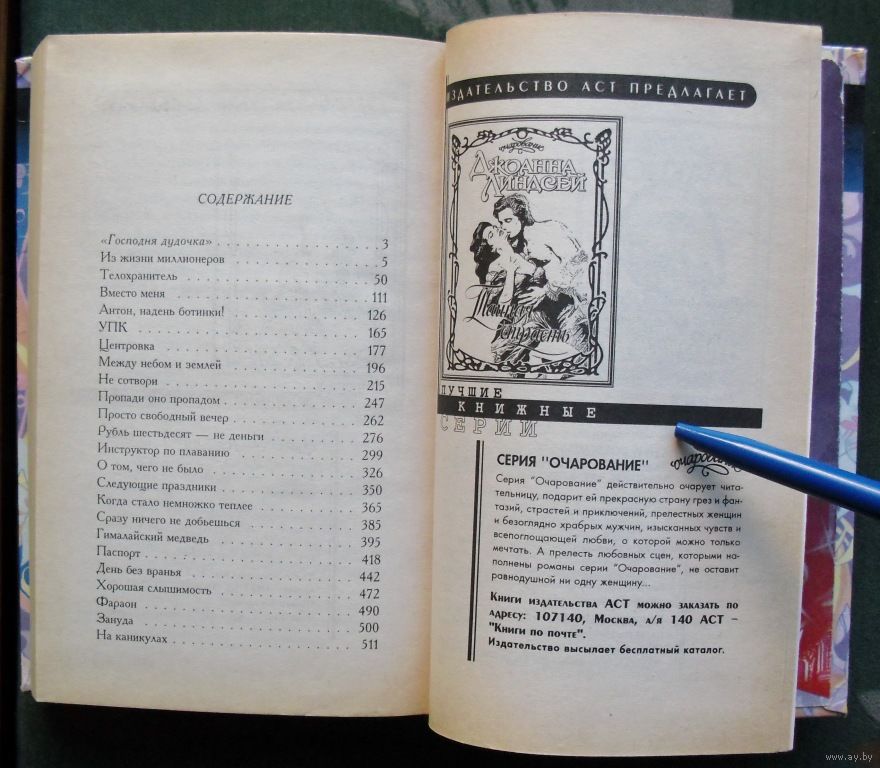 СОДЕРЖАНИЕ
«Господня дудочка» . . . . . . . . . . . . . . . . 3
Из жизни миллионеров . . . . . . . . . . . . . . . . 5
Телохранитель . . . . . . . . . . . . . . . . 50
Вместо меня . . . . . . . . . . . . . . . . 111
Антон, надень ботинки! . . . . . . . . . . . . . . . . 126
УПК . . . . . . . . . . . . . . . . 165
Центровка . . . . . . . . . . . . . . . . 177
Между небом и землей . . . . . . . . . . . . . . . . 196
Не сотвори . . . . . . . . . . . . . . . . 215
Пропади оно пропадом . . . . . . . . . . . . . . . . 247
Просто свободный вечер . . . . . . . . . . . . . . . . 262
Рубль шестьдесят — не деньги . . . . . . . . . . . . . . . . 276
Инструктор по плаванию . . . . . . . . . . . . . . . . 299
О том, чего не было . . . . . . . . . . . . . . . . 326
Следующие праздники . . . . . . . . . . . . . . . . 350
Когда стало немножко теплее . . . . . . . . . . . . . . . . 365
Сразу ничего не добьешься . . . . . . . . . . . . . . . . 385
Гималайский медведь . . . . . . . . . . . . . . . . 395
Паспорт . . . . . . . . . . . . . . . . 418
День без вранья . . . . . . . . . . . . . . . . 442
Хорошая слышимость . . . . . . . . . . . . . . . . 472
Фараон . . . . . . . . . . . . . . . . 490
Зануда . . . . . . . . . . . . . . . . 500
На каникулах . . . . . . . . . . . . . . . . 511
ИЗДАТЕЛЬСТВО АСТ ПРЕДЛАГАЕТ
очарование
ДЖОАННА
ЛИНДСЕЙ
Тайная
страсть
ЛУЧШИЕ
КНИЖНЫЕ
СЕРИИ
очарование
СЕРИЯ "ОЧАРОВАНИЕ"
Серия "Очарование" действительно очарует чита-
тельницу, подарит ей прекрасную страну грез и фан-
тазий, страстей и приключений, прелестных женщин
и безоглядно храбрых мужчин, изысканных чувств и
всепоглощающей любви, о которой можно только
мечтать. А прелесть любовных сцен, которыми на-
полнены романы серии "Очарование", не оставит
равнодушной ни одну женщину...
Книги издательства АСТ можно заказать по
адресу: 107140, Москва, а/я 140 АСТ –
"Книги по почте".
Издательство высылает бесплатный каталог.
www.ay.by